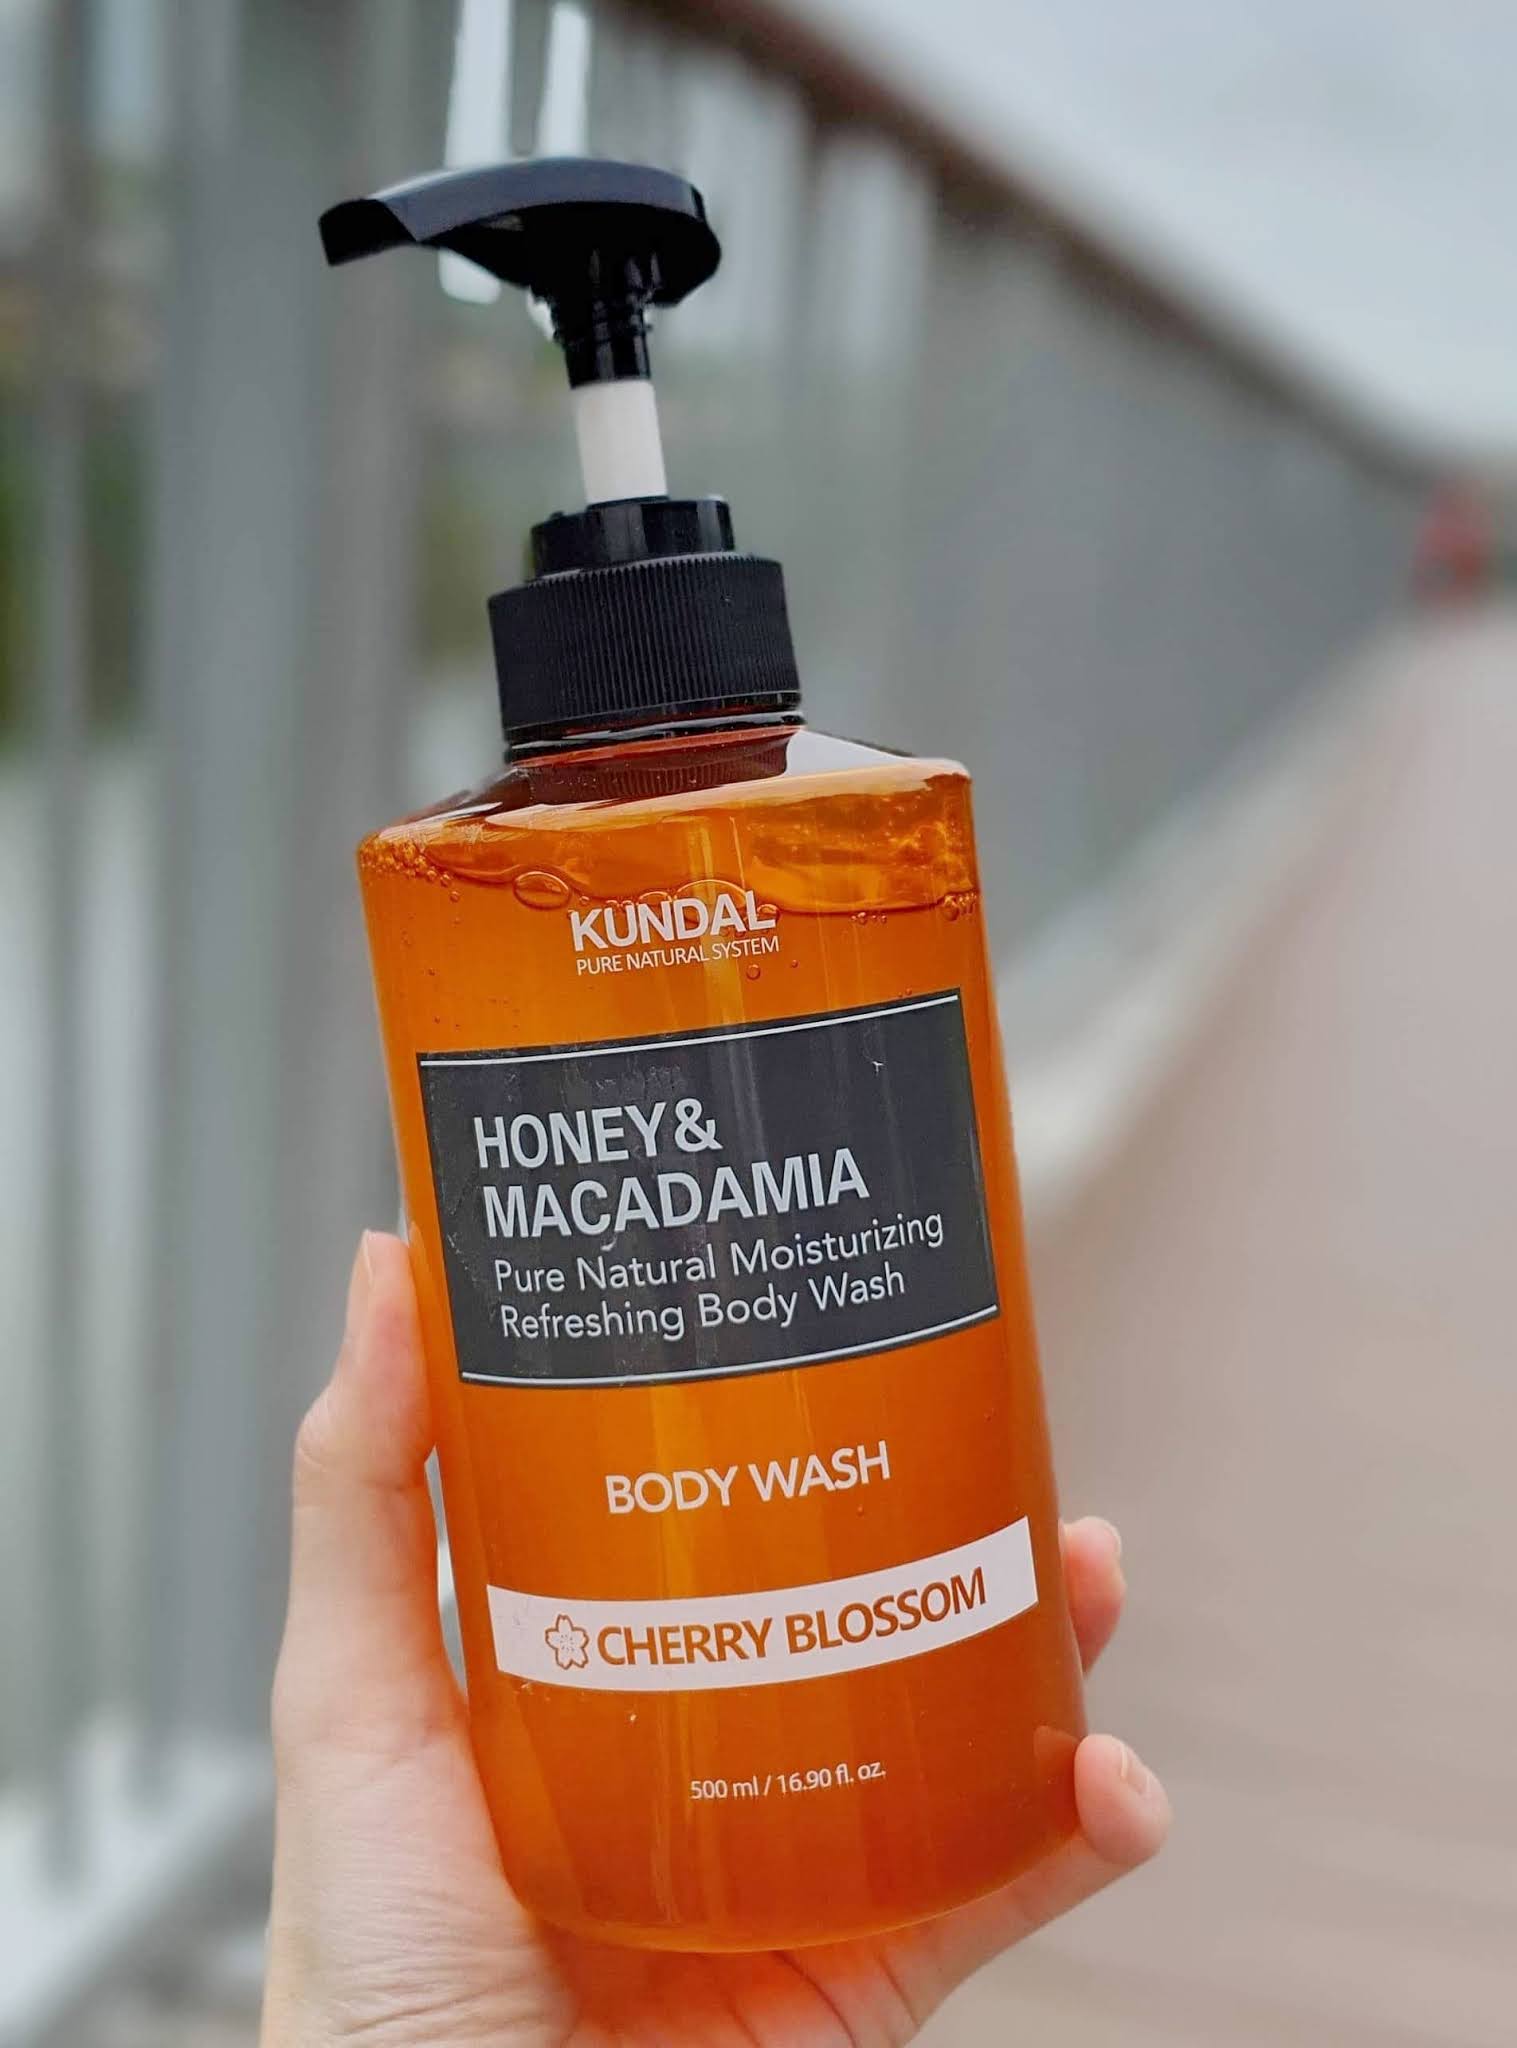 KUNDAL
PURE NATURAL SYSTEM
HONEY&
MACADAMIA
Pure Natural Moisturizing
Refreshing Body Wash
BODY WASH
CHERRY BLOSSOM
500 ml / 16.90 fl. oz.